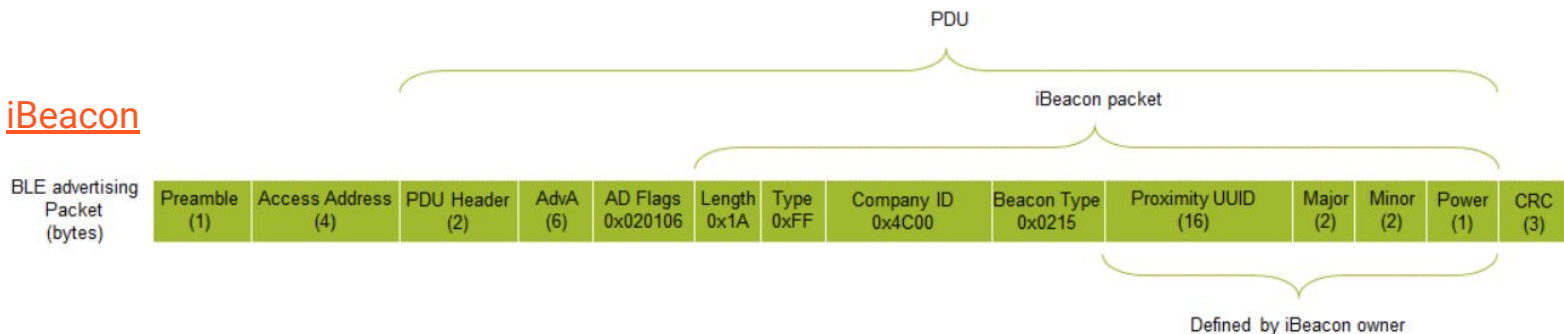 PDU
iBeacon packet
iBeacon
BLE advertising
Packet
(bytes)
Preamble
(1)
Access Address
(4)
PDU Header
(2)
AdvA
(6)
AD Flags
0x020106
Length
0x1A
Type
0xFF
Company ID
0x4C00
Beacon Type
0x0215
Proximity UUID
(16)
Major
(2)
Minor
(2)
Power
(1)
CRC
(3)
Defined by iBeacon owner